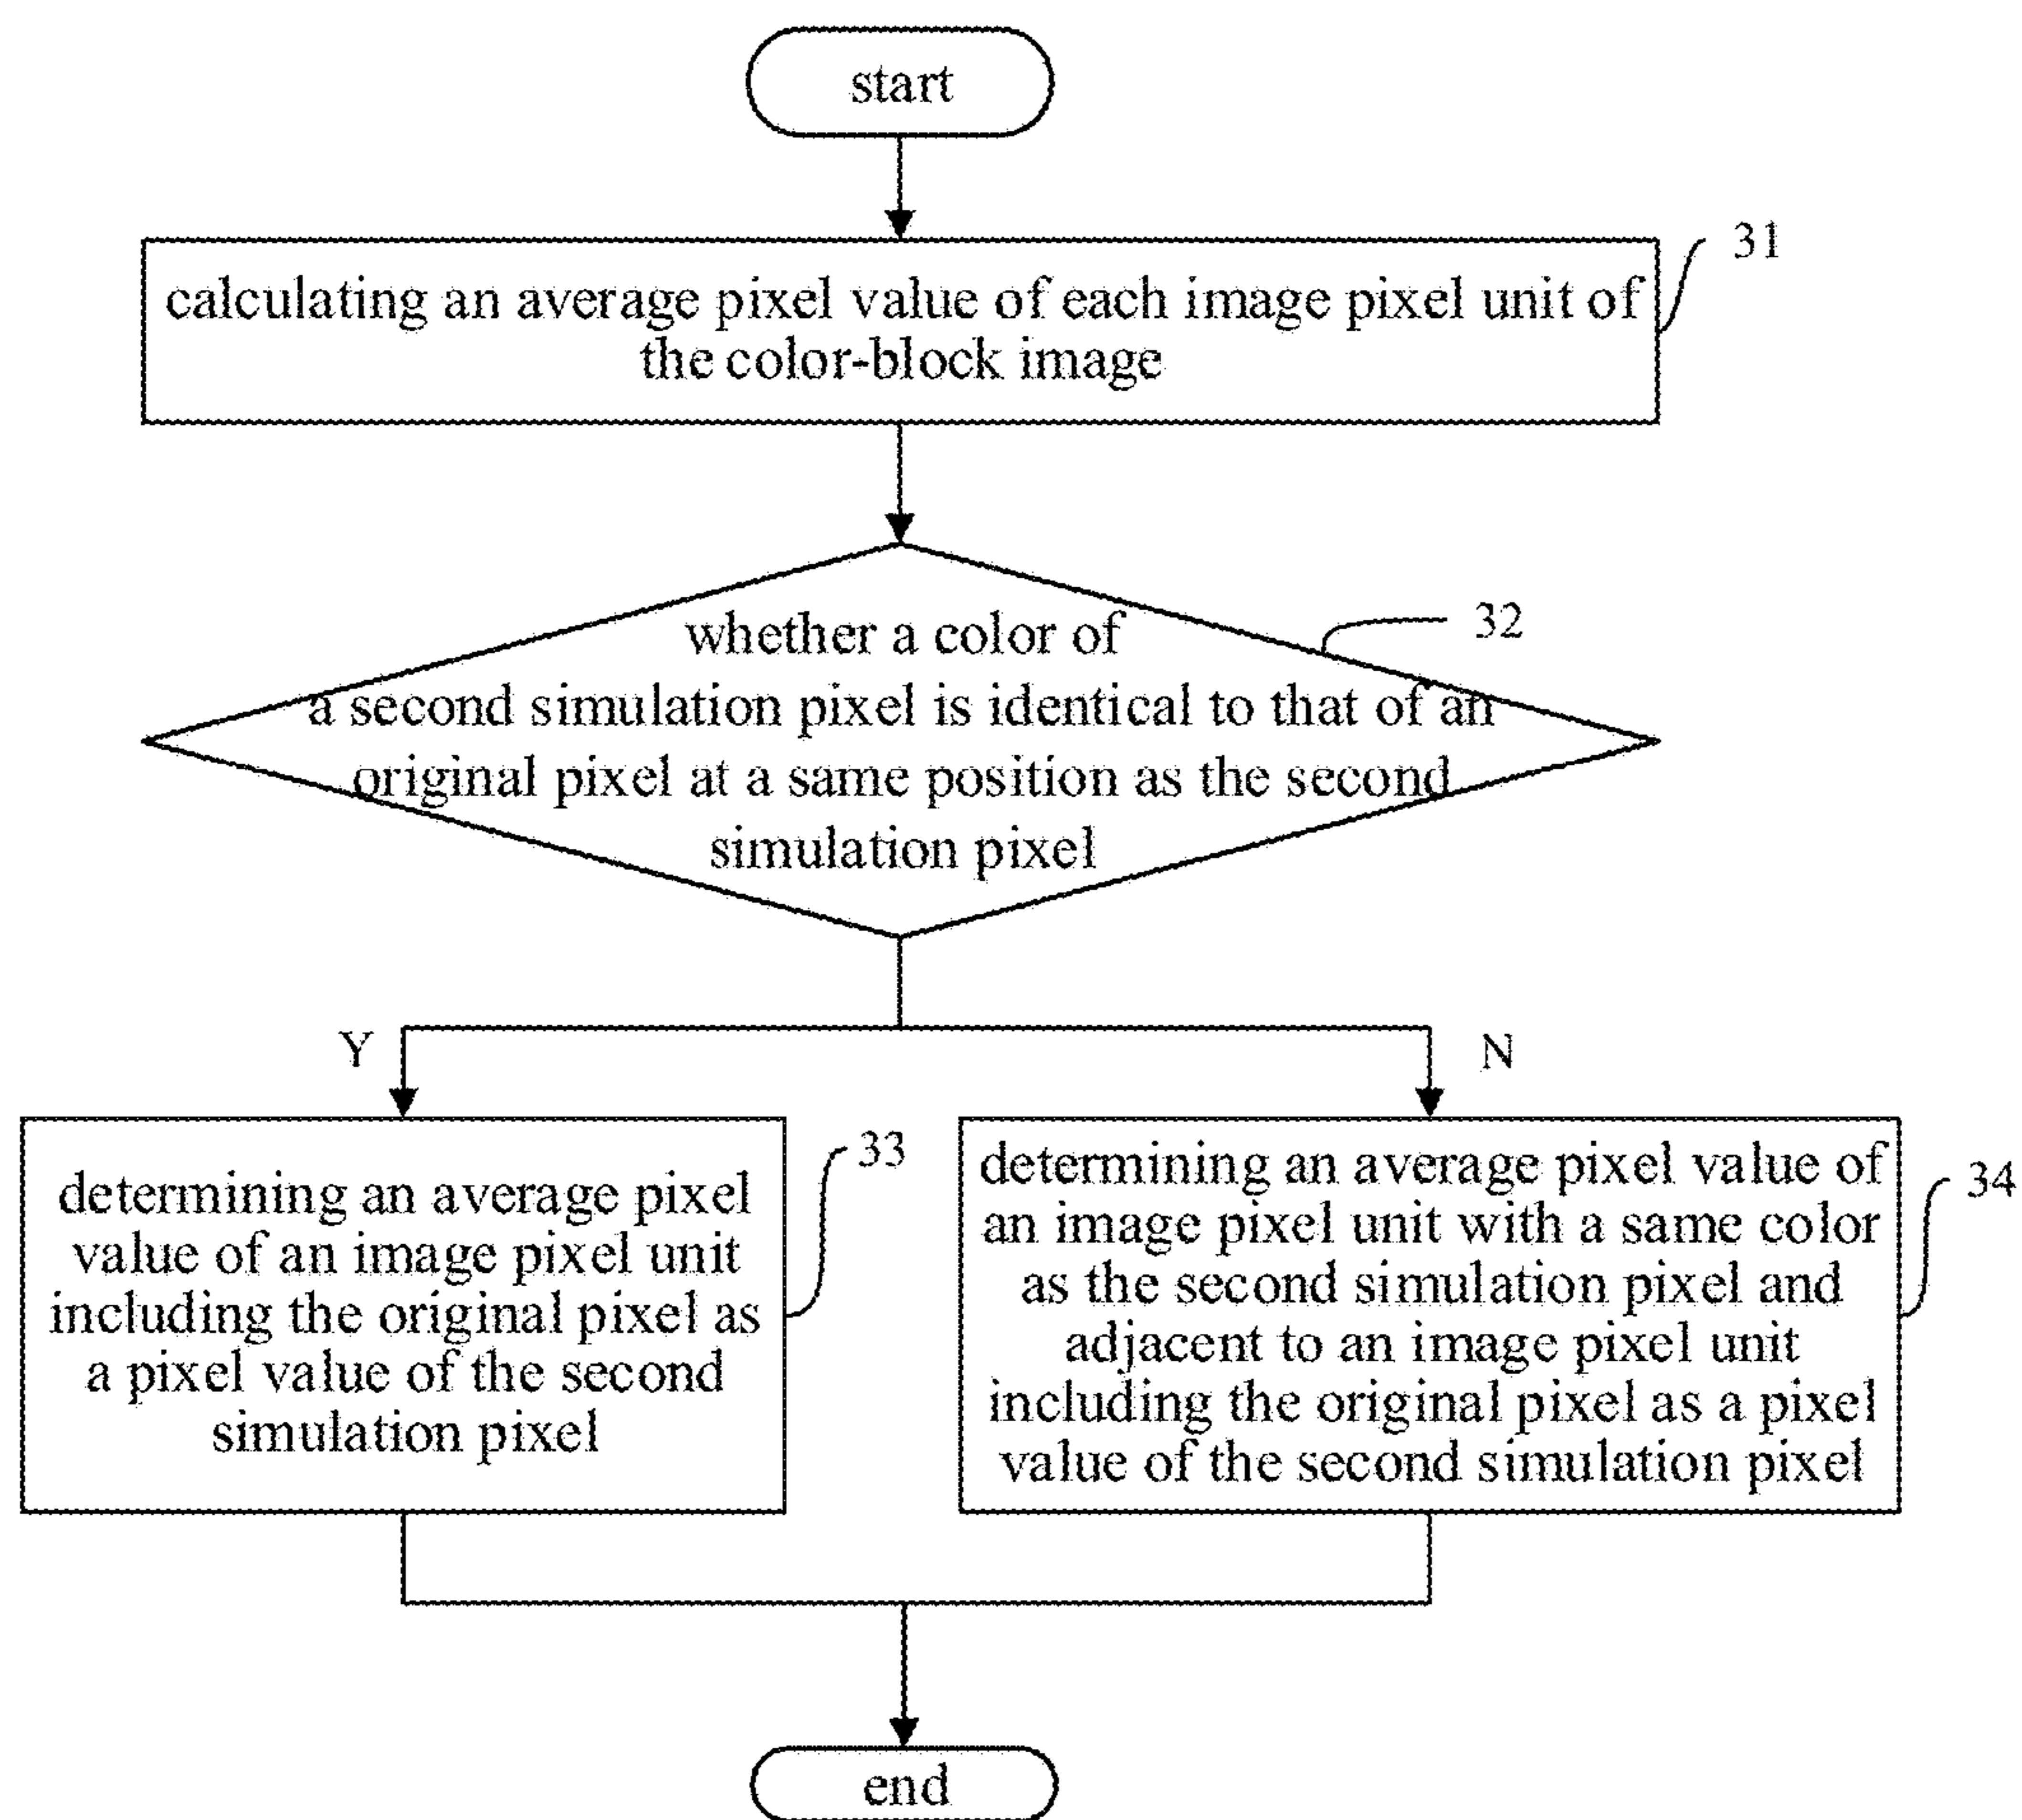 start
31
calculating an average pixel value of each image pixel unit of
the color-block image
32
whether a color of
a second simulation pixel is identical to that of an
original pixel at a same position as the second
simulation pixel
Y
N
33
determining an average pixel
value of an image pixel unit
including the original pixel as
a pixel value of the second
simulation pixel
34
determining an average pixel value of
an image pixel unit with a same color
as the second simulation pixel and
adjacent to an image pixel unit
including the original pixel as a pixel
value of the second simulation pixel
end